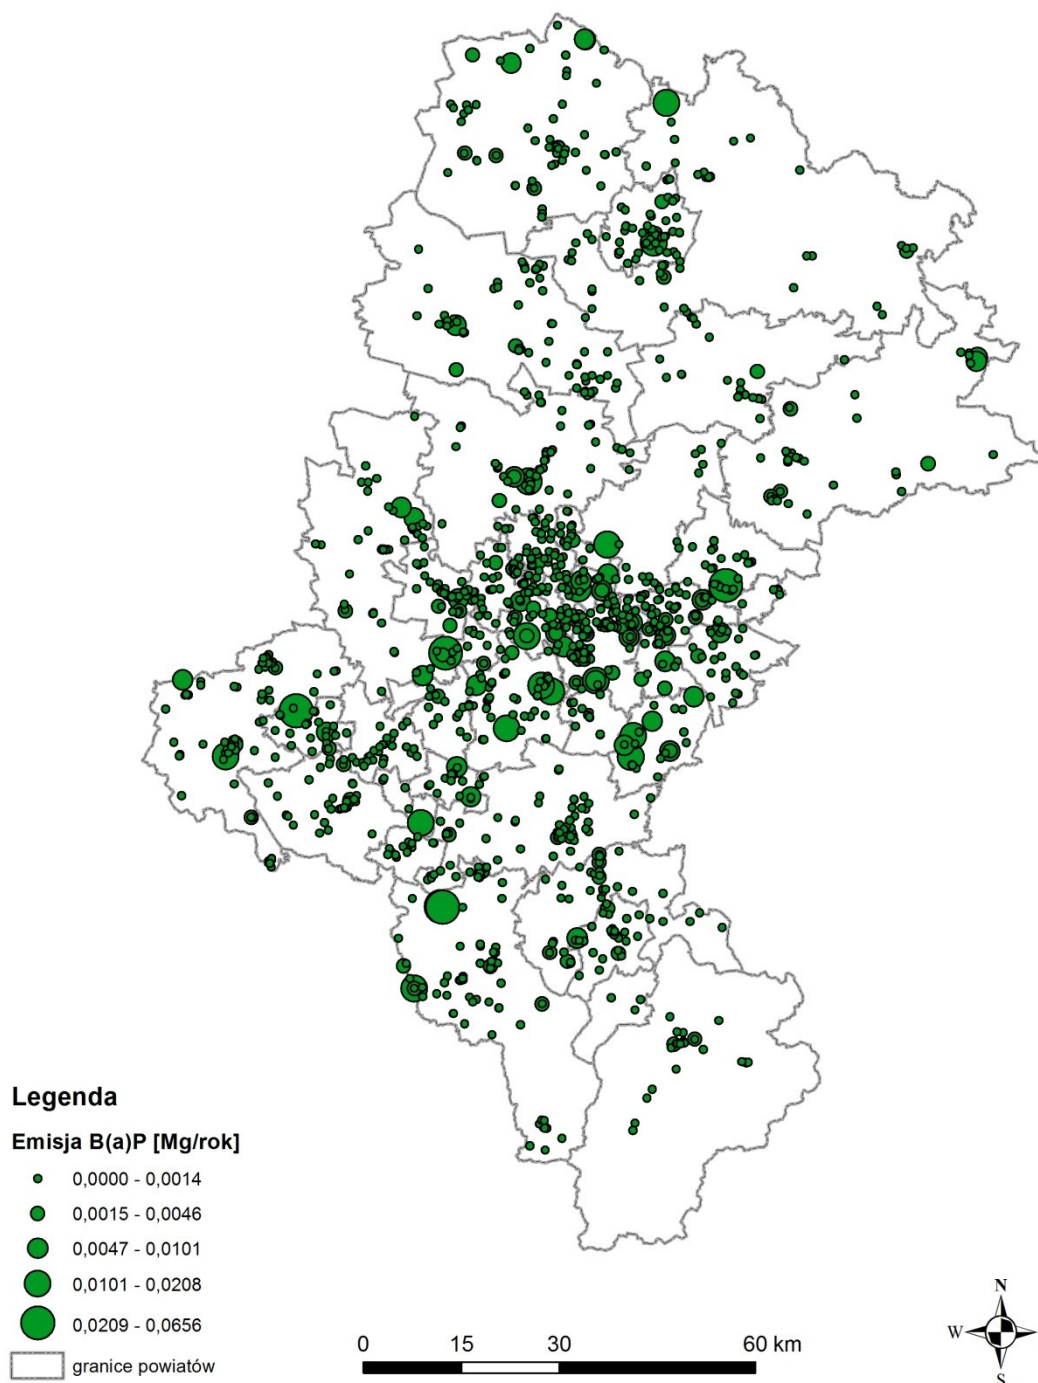 Legenda
Emisja B(a)P [Mg/rok]
0,0000 - 0,0014
0,0015 - 0,0046
0,0047 - 0,0101
0,0101 - 0,0208
0,0209 - 0,0656
granice powiatów
0 15 30 60 km
N
W
S